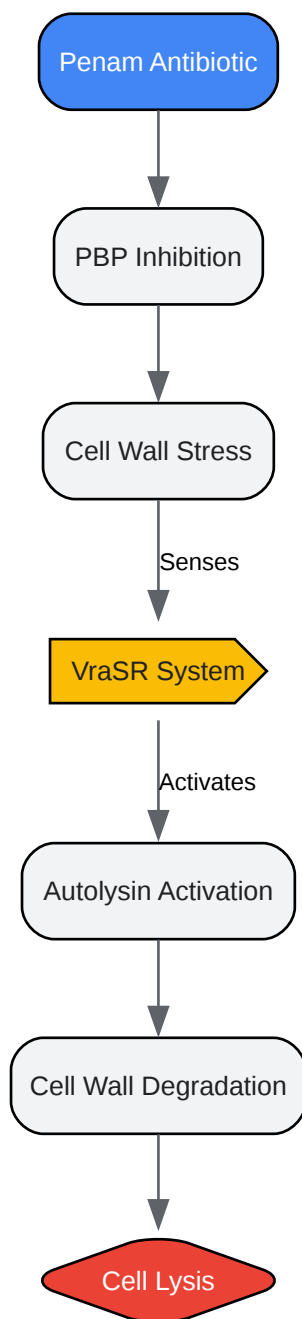 Penam Antibiotic
PBP Inhibition
Cell Wall Stress
Senses
VraSR System
Activates
Autolysin Activation
Cell Wall Degradation
Cell Lysis